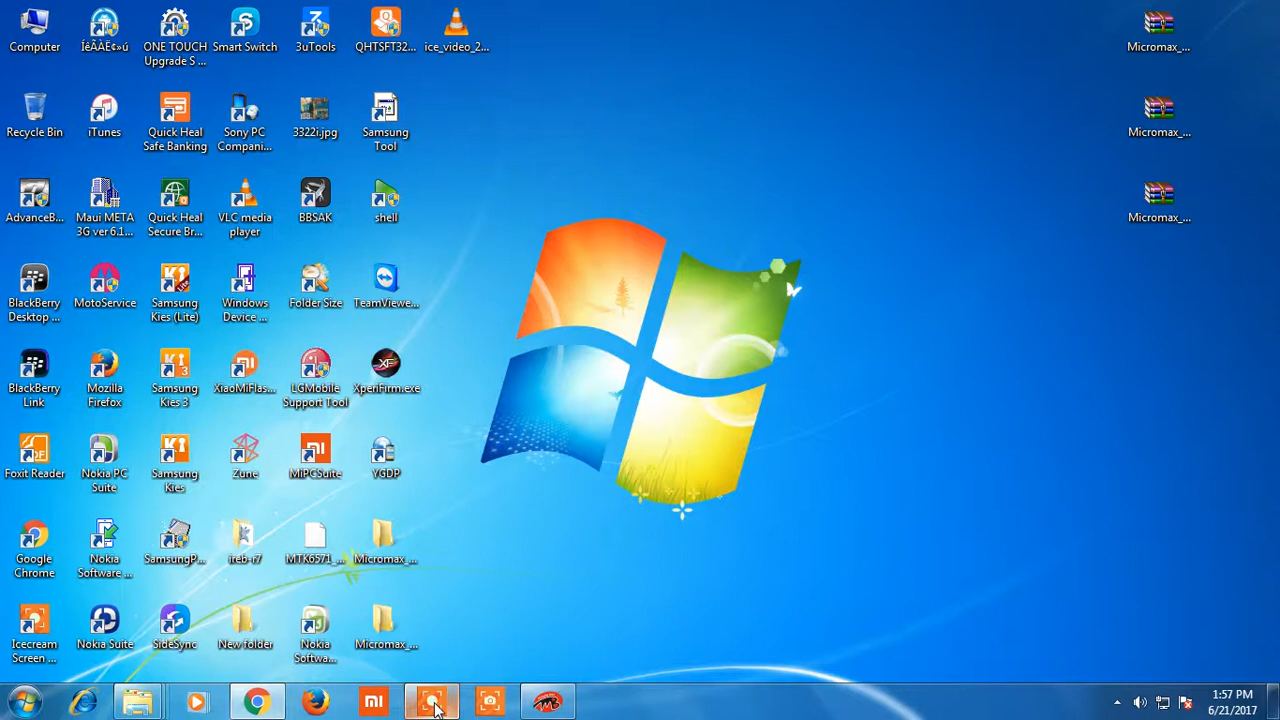 Computer
ÍêÃÀË¢»ú
ONE TOUCH
Upgrade S ...
Smart Switch
3uTools
QHTSFT32...
ice_video_2...
Micromax_...
Recycle Bin
iTunes
Quick Heal
Safe Banking
Sony PC
Compani...
3322i.jpg
Samsung
Tool
Micromax_...
AdvanceB...
Maui META
3G ver 6.1...
Quick Heal
Secure Br...
VLC media
player
BBSAK
shell
Micromax_...
BlackBerry
Desktop ...
MotoService
Samsung
Kies (Lite)
Windows
Device ...
Folder Size
TeamViewe...
BlackBerry
Link
Mozilla
Firefox
Samsung
Kies 3
XiaoMiFlas...
LGMobile
Support Tool
XperiFirm.exe
Foxit Reader
Nokia PC
Suite
Samsung
Kies
Zune
MiPCSuite
YGDP
Google
Chrome
Nokia
Software ...
SamsungP...
ireb-r7
MTK6571_...
Micromax_...
Icecream
Screen ...
Nokia Suite
SideSync
New folder
Nokia
Softwa...
Micromax_...
1:57 PM
6/21/2017